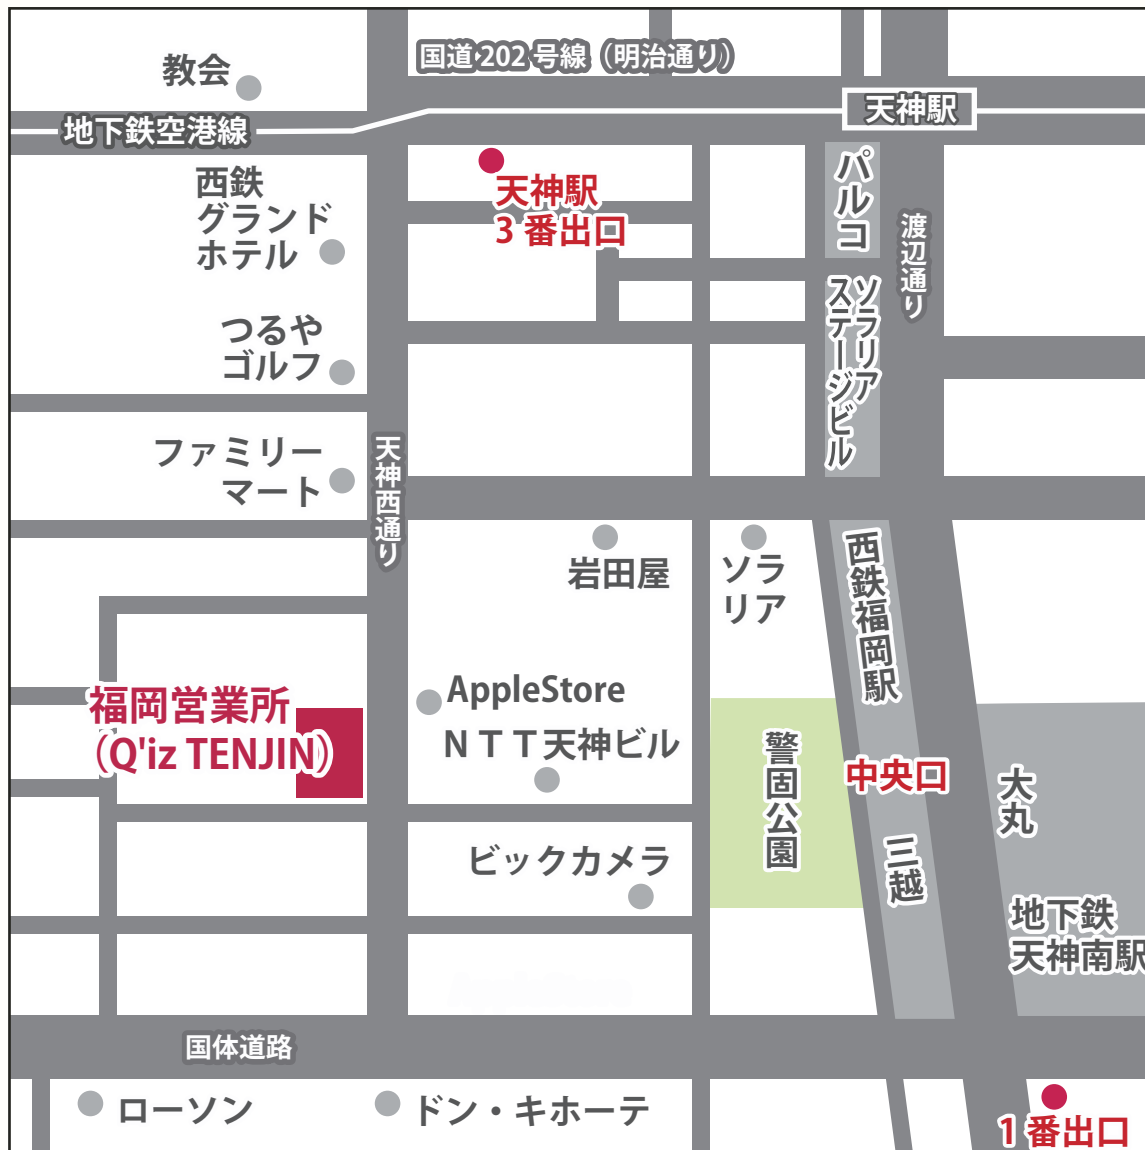 国道202号線（明治通り）
教会
地下鉄空港線
天神駅
西鉄
グランド
ホテル
天神駅
3番出口
パルコ
渡辺通り
つるや
ゴルフ
ソラリア
ステージビル
ファミリー
マート
天神西通り
岩田屋
ソラ
リア
西鉄福岡駅
福岡営業所
（Q'iz TENJIN）
AppleStore
ＮＴＴ天神ビル
警固公園
中央口
大丸
ビックカメラ
三越
地下鉄
天神南駅
国体道路
ローソン
ドン・キホーテ
1番出口